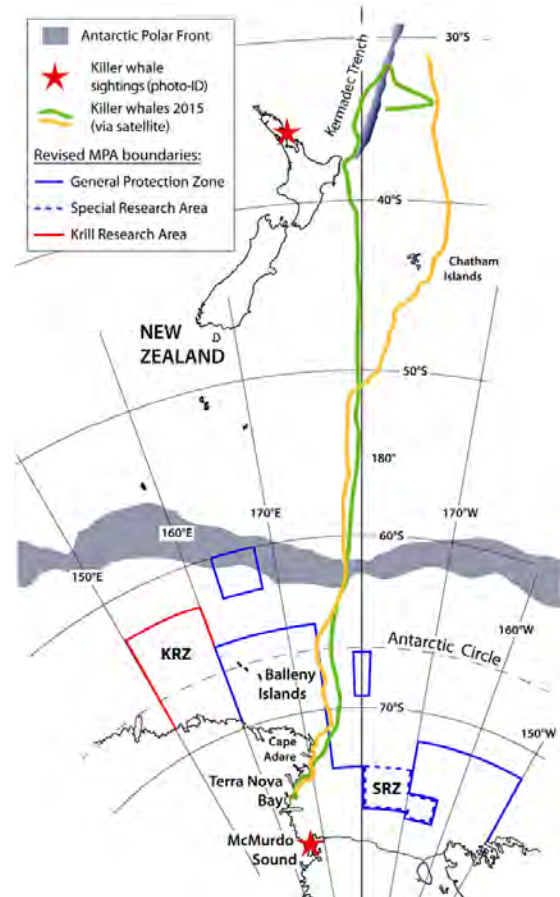 Antarctic Polar Front
Killer whale
sightings (photo-ID)
Killer whales 2015
(via satellite)
Revised MPA boundaries:
General Protection Zone
Special Research Area
Krill Research Area
30°S
Kermadec Trench
40°S
Chatham
Islands
NEW
ZEALAND
50°S
180°
170°E
170°W
160°E
60°S
150°E
160°W
KRZ
Antarctic Circle
Balleny
Islands
70°S
150°W
Cape
Adare
Terra Nova
Bay
SRZ
McMurdo
Sound